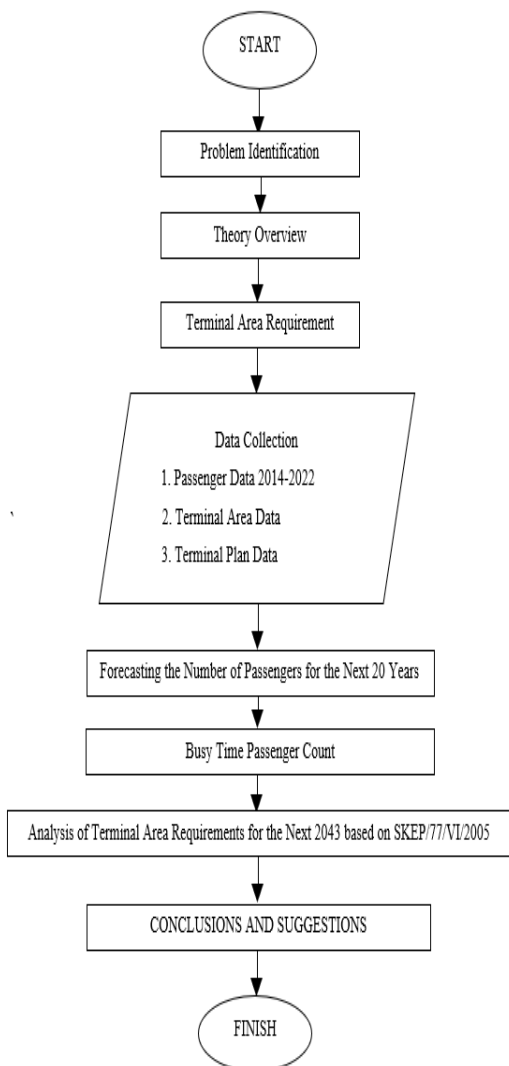 START
Problem Identification
Theory Overview
Terminal Area Requirement
Data Collection
1. Passenger Data 2014-2022
2. Terminal Area Data
3. Terminal Plan Data
Forecasting the Number of Passengers for the Next 20 Years
Busy Time Passenger Count
Analysis of Terminal Area Requirements for the Next 2043 based on SKEP/77/VI/2005
CONCLUSIONS AND SUGGESTIONS
FINISH